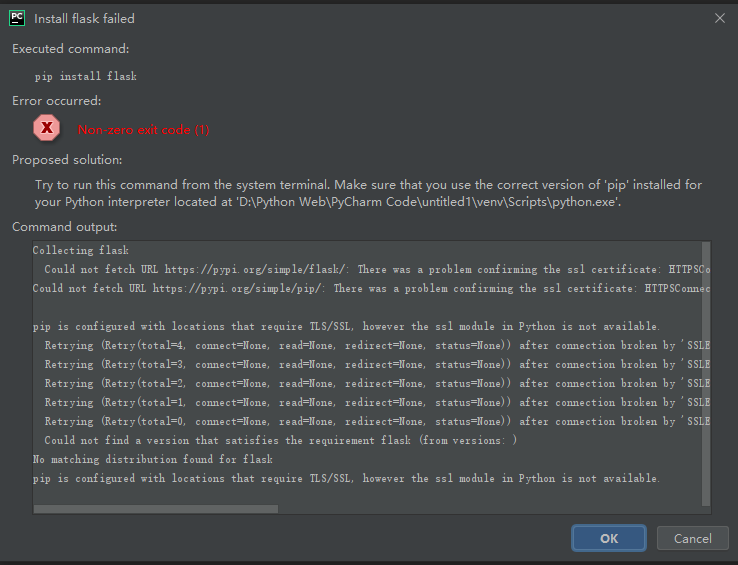 PC
Install flask failed
Executed command:
pip install flask
Error occurred:
X
Non-zero exit code (1)
Proposed solution:
Try to run this command from the system terminal. Make sure that you use the correct version of 'pip' installed for
your Python interpreter located at 'D:\Python Web\PyCharm Code\untitled1\venv\Scripts\python.exe'.
Command output:
Collecting flask
Could not fetch URL https://pypi.org/simple/flask/: There was a problem confirming the ssl certificate: HTTPSCo
Could not fetch URL https://pypi.org/simple/pip/: There was a problem confirming the ssl certificate: HTTPSConnec
pip is configured with locations that require TLS/SSL, however the ssl module in Python is not available.
Retrying (Retry(total=4, connect=None, read=None, redirect=None, status=None)) after connection broken by 'SSLE
Retrying (Retry(total=3, connect=None, read=None, redirect=None, status=None)) after connection broken by 'SSLE
Retrying (Retry(total=2, connect=None, read=None, redirect=None, status=None)) after connection broken by 'SSLE
Retrying (Retry(total=1, connect=None, read=None, redirect=None, status=None)) after connection broken by 'SSLE
Retrying (Retry(total=0, connect=None, read=None, redirect=None, status=None)) after connection broken by 'SSLE
Could not find a version that satisfies the requirement flask (from versions: )
No matching distribution found for flask
pip is configured with locations that require TLS/SSL, however the ssl module in Python is not available.
OK
Cancel